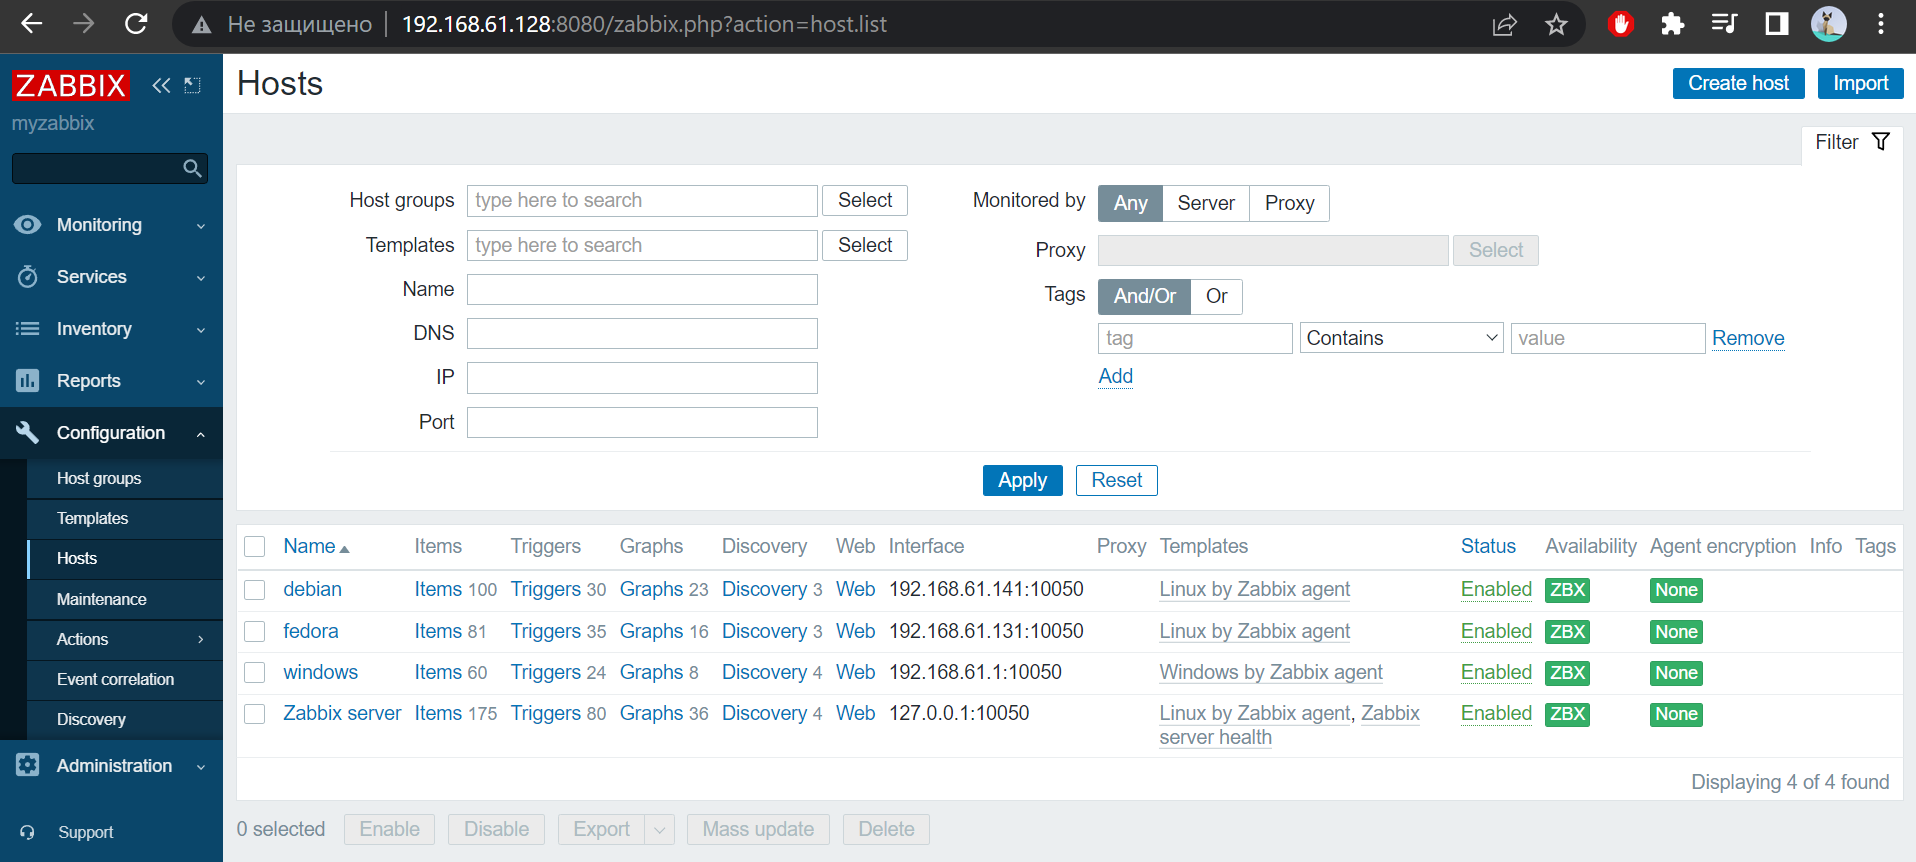 Не защищено 192.168.61.128:8080/zabbix.php?action=host.list
ZABBIX
myzabbix
Monitoring
Services
Inventory
Reports
Configuration
Host groups
Templates
Hosts
Maintenance
Actions
Event correlation
Discovery
Administration
Support
Hosts Create host Import
Filter
Host groups type here to search Select
Templates type here to search Select
Name
DNS
IP
Port
Monitored by Any Server Proxy
Proxy Select
Tags And/Or Or
tag Contains value Remove
Add
Apply Reset
Name Items Triggers Graphs Discovery Web Interface Proxy Templates Status Availability Agent encryption Info Tags
debian Items 100 Triggers 30 Graphs 23 Discovery 3 Web 192.168.61.141:10050 Linux by Zabbix agent Enabled ZBX None
fedora Items 81 Triggers 35 Graphs 16 Discovery 3 Web 192.168.61.131:10050 Linux by Zabbix agent Enabled ZBX None
windows Items 60 Triggers 24 Graphs 8 Discovery 4 Web 192.168.61.1:10050 Windows by Zabbix agent Enabled ZBX None
Zabbix server Items 175 Triggers 80 Graphs 36 Discovery 4 Web 127.0.0.1:10050 Linux by Zabbix agent, Zabbix Enabled ZBX None
server health
Displaying 4 of 4 found
0 selected Enable Disable Export Mass update Delete